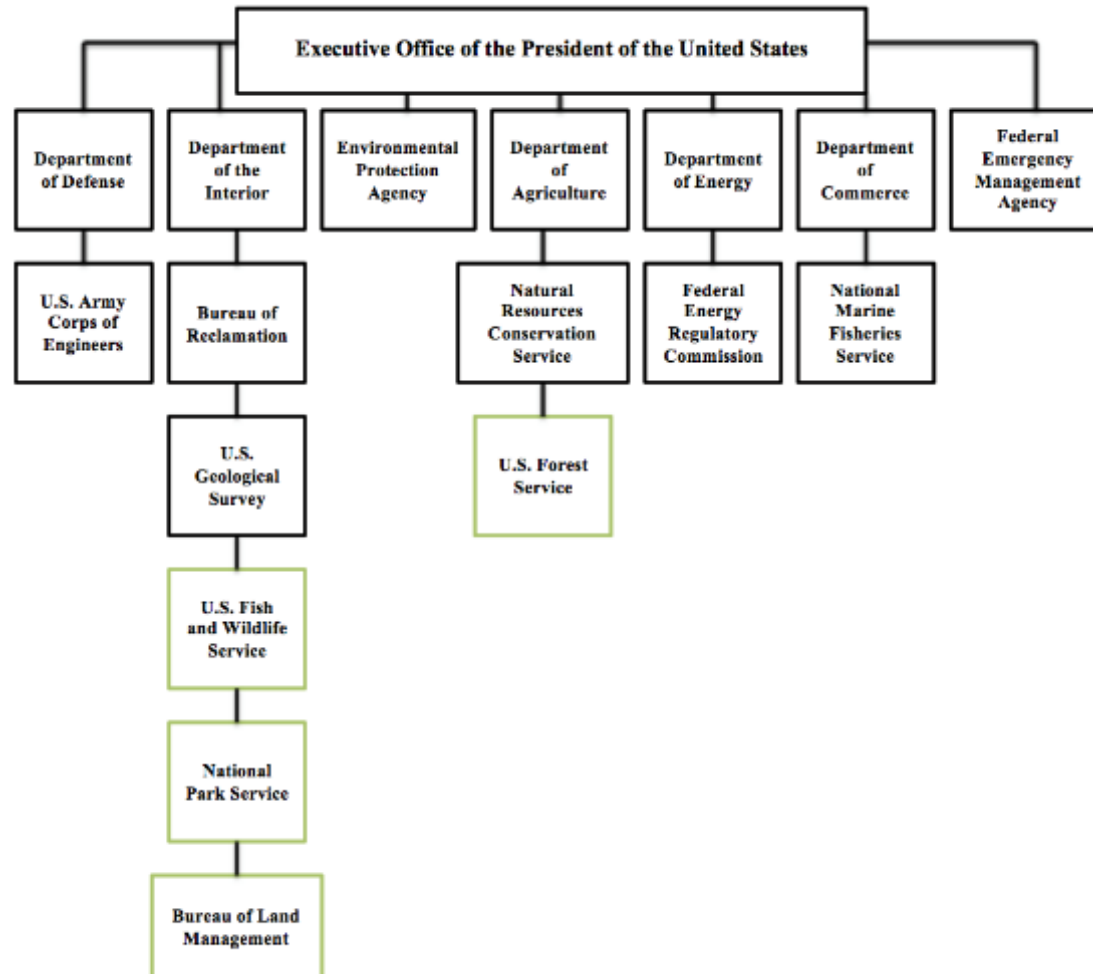 Executive Office of the President of the United States
Department
of Defense
Department
of the
Interior
Environmental
Protection
Agency
Department
of
Agriculture
Department
of Energy
Department
of
Commerce
Federal
Emergency
Management
Agency
U.S. Army
Corps of
Engineers
Bureau of
Reclamation
Natural
Resources
Conservation
Service
Federal
Energy
Regulatory
Commission
National
Marine
Fisheries
Service
U.S.
Geological
Survey
U.S. Forest
Service
U.S. Fish
and Wildlife
Service
National
Park Service
Bureau of Land
Management